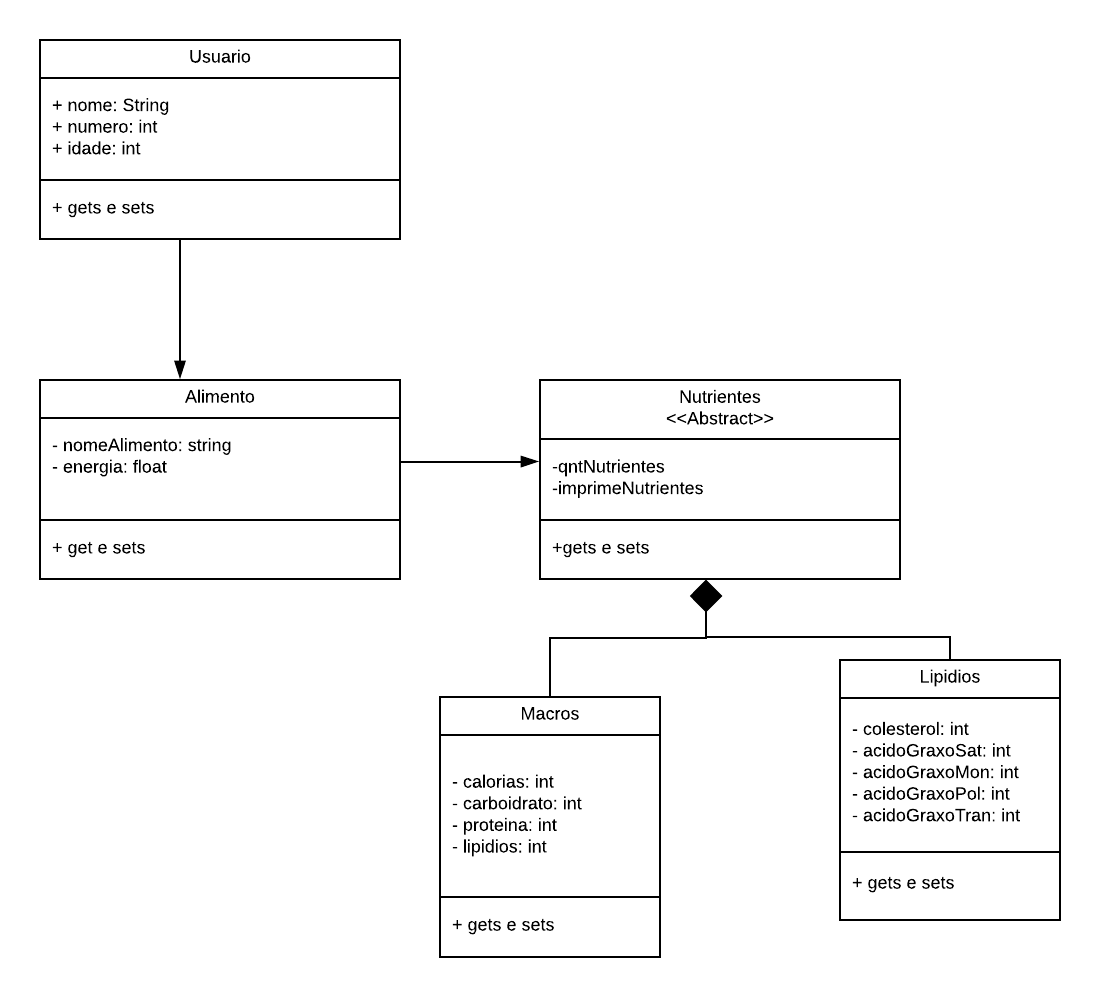 Usuario
+ nome: String
+ numero: int
+ idade: int
+ gets e sets
Alimento
- nomeAlimento: string
- energia: float
+ get e sets
Nutrientes
<<Abstract>>
-qntNutrientes
-imprimeNutrientes
+gets e sets
Macros
- calorias: int
- carboidrato: int
- proteina: int
- lipidios: int
+ gets e sets
Lipidios
- colesterol: int
- acidoGraxoSat: int
- acidoGraxoMon: int
- acidoGraxoPol: int
- acidoGraxoTran: int
+ gets e sets